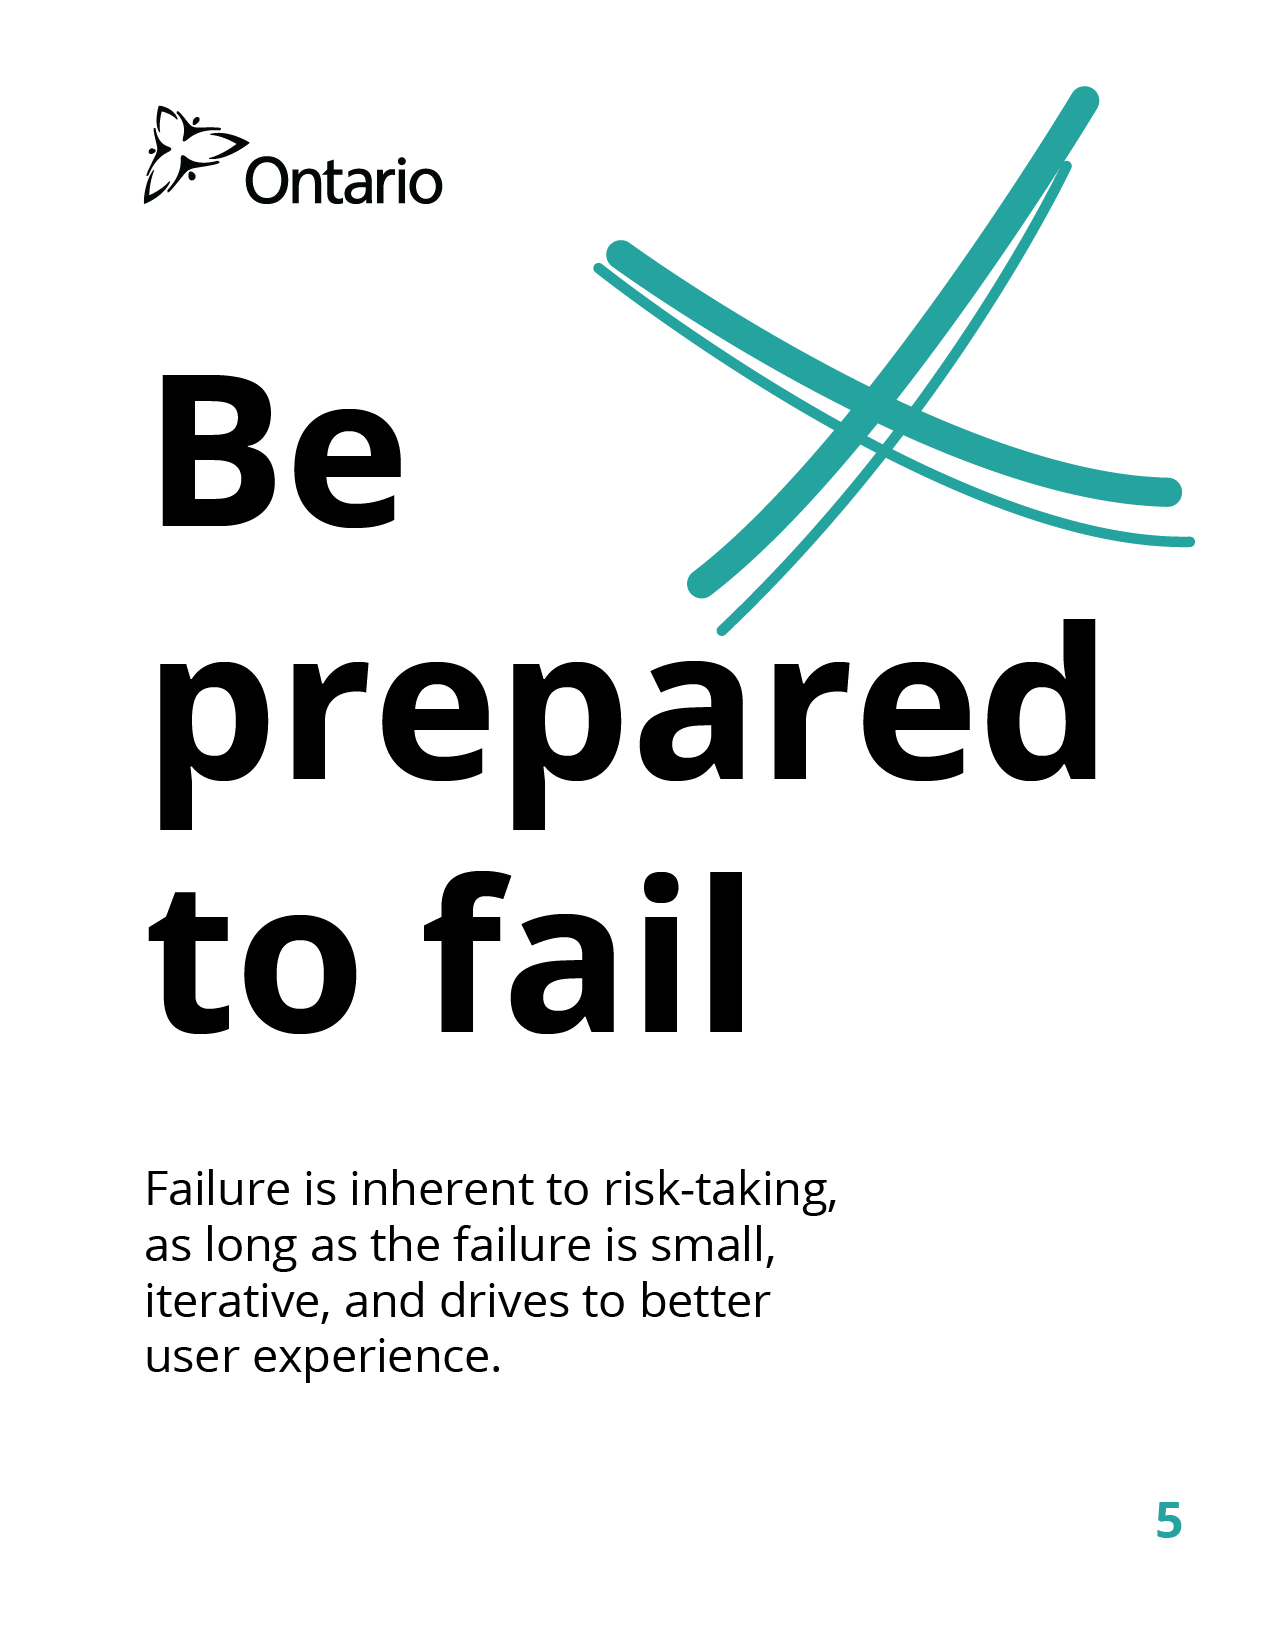 Ontario
Be
prepared
to fail
Failure is inherent to risk-taking,
as long as the failure is small,
iterative, and drives to better
user experience.
5